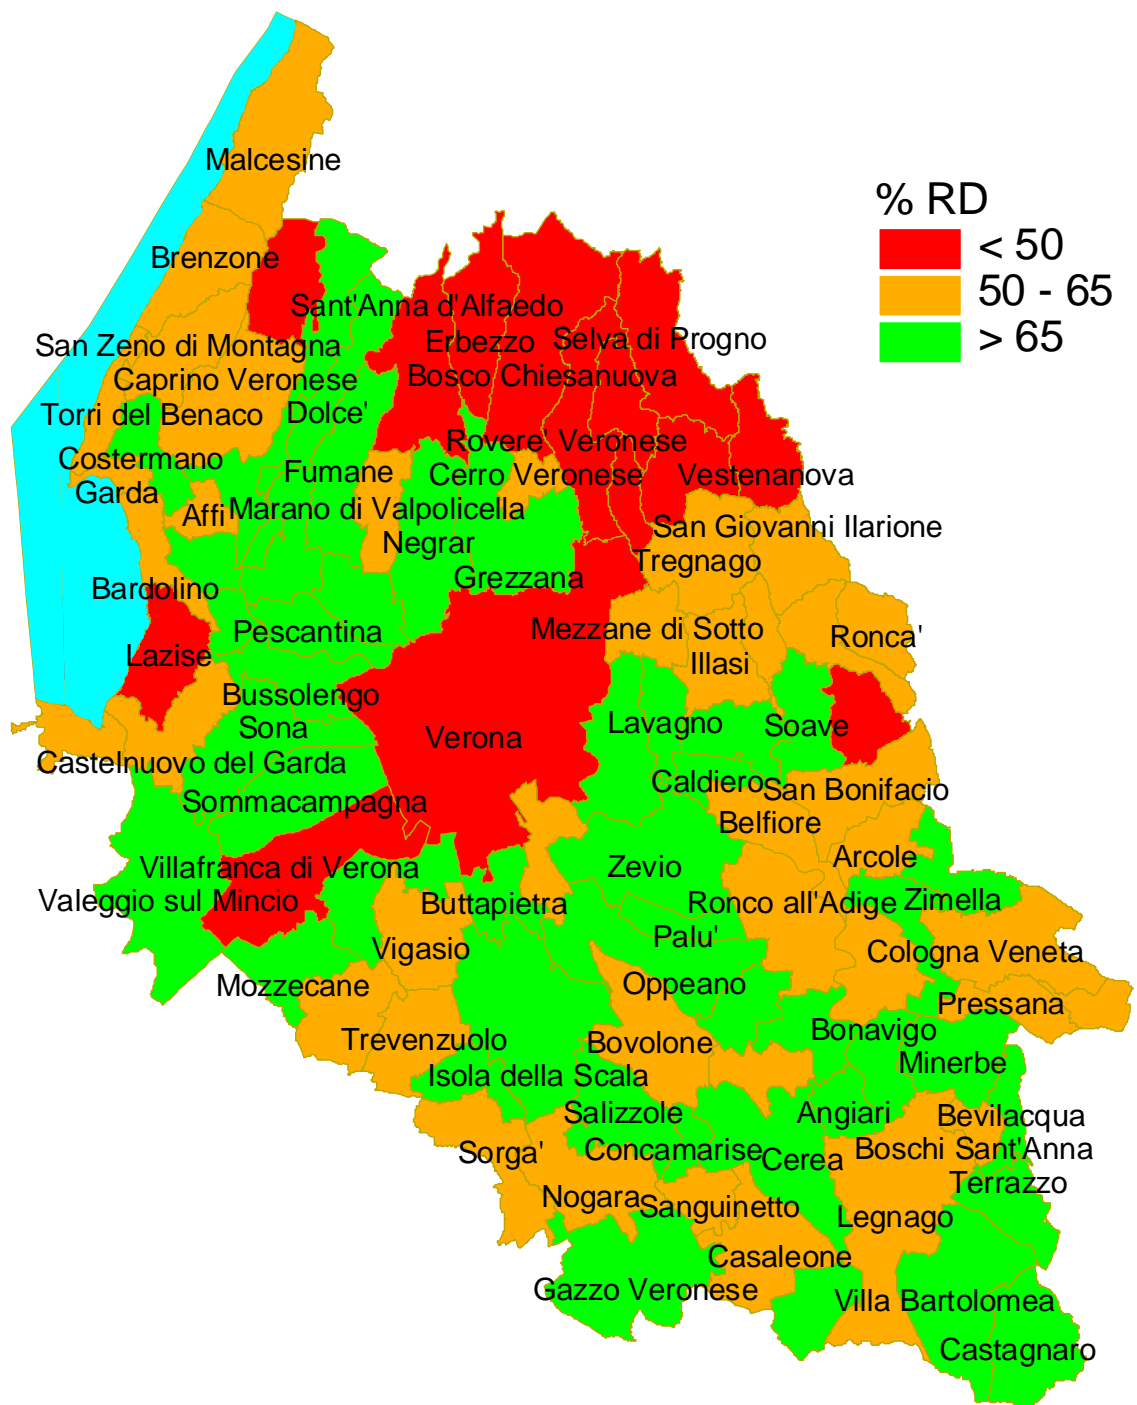 Malcesine
% RD
< 50
50 - 65
> 65
Brenzone
Sant'Anna d'Alfaedo
Erbezzo
Selva di Progno
San Zeno di Montagna
Bosco Chiesanuova
Caprino Veronese
Torri del Benaco
Dolce'
Rovere' Veronese
Costermano
Fumane
Cerro Veronese
Vestenanova
Garda
Affi
Marano di Valpolicella
San Giovanni Ilarione
Negrar
Tregnago
Grezzana
Bardolino
Pescantina
Mezzane di Sotto
Ronca'
Lazise
Illasi
Bussolengo
Sona
Verona
Lavagno
Soave
Castelnuovo del Garda
Caldiero
San Bonifacio
Sommacampagna
Belfiore
Arcole
Villafranca di Verona
Zevio
Valeggio sul Mincio
Buttapietra
Ronco all'Adige
Zimella
Palu'
Vigasio
Cologna Veneta
Mozzecane
Oppeano
Pressana
Trevenzuolo
Bovolone
Bonavigo
Minerbe
Isola della Scala
Salizzole
Angiari
Bevilacqua
Sorga'
Concamarise
Cerea
Boschi Sant'Anna
Terrazzo
Nogara
Sanguinetto
Legnago
Casaleone
Gazzo Veronese
Villa Bartolomea
Castagnaro